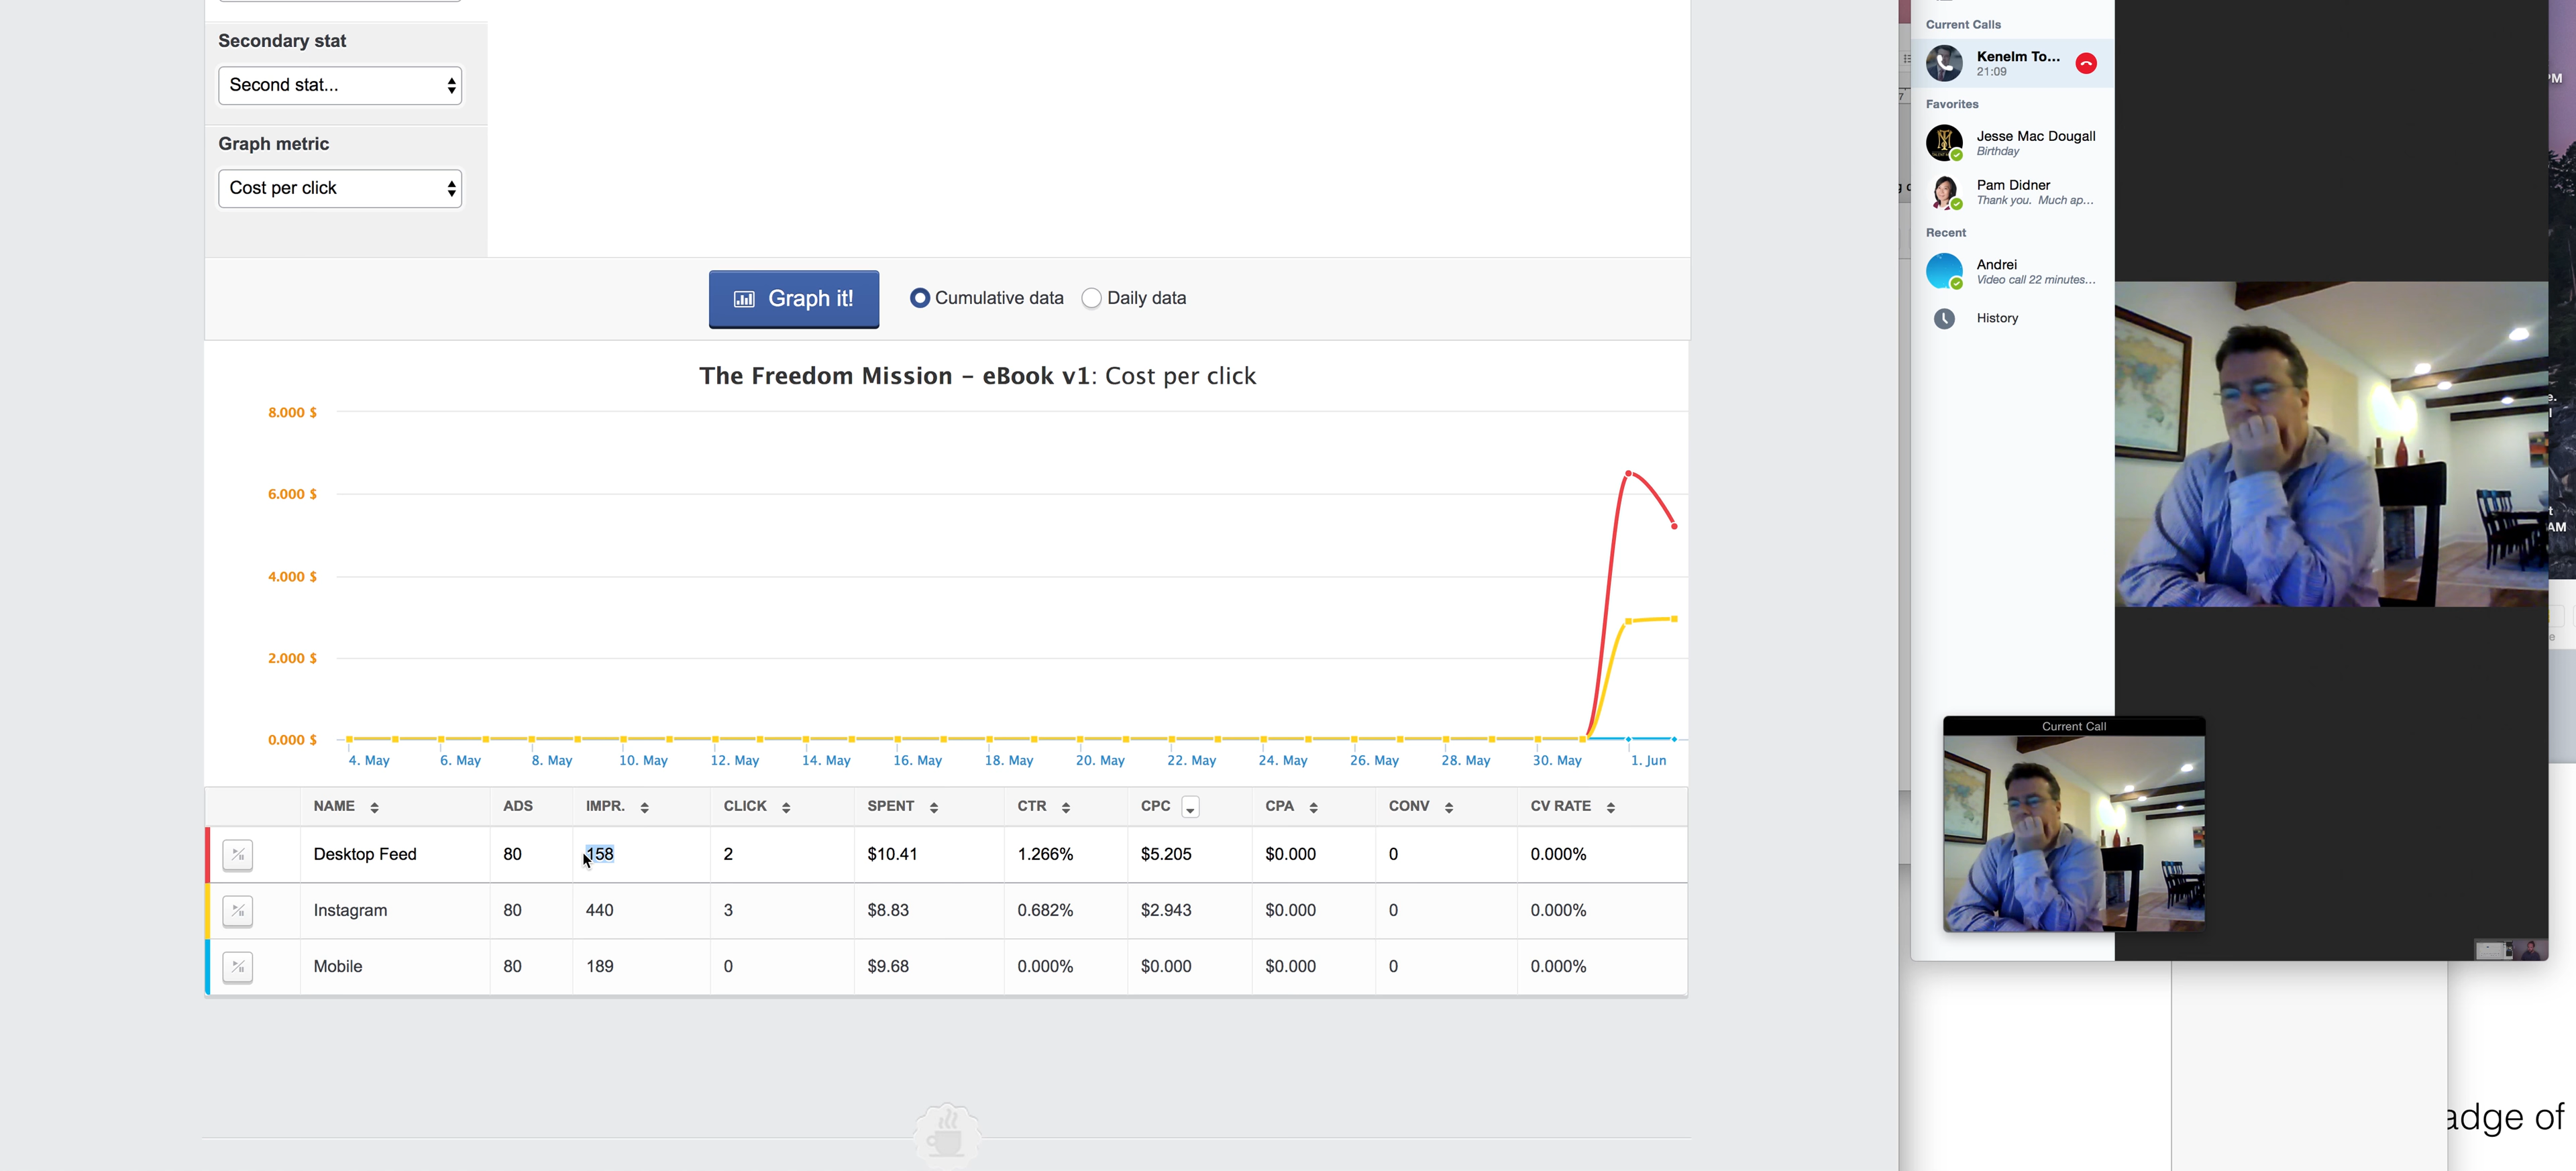 Secondary stat
Second stat...
Graph metric
Cost per click
Graph it!
Cumulative data
Daily data
The Freedom Mission – eBook v1: Cost per click
8.000 $
6.000 $
4.000 $
2.000 $
0.000 $
4. May 6. May 8. May 10. May 12. May 14. May 16. May 18. May 20. May 22. May 24. May 26. May 28. May 30. May 1. Jun
NAME ADS IMPR. CLICK SPENT CTR CPC CPA CONV CV RATE
Desktop Feed 80 158 2 $10.41 1.266% $5.205 $0.000 0 0.000%
Instagram 80 440 3 $8.83 0.682% $2.943 $0.000 0 0.000%
Mobile 80 189 0 $9.68 0.000% $0.000 $0.000 0 0.000%
Current Calls
Kenelm To...
21:09
Favorites
Jesse Mac Dougall
Birthday
Pam Didner
Thank you. Much ap...
Recent
Andrei
Video call 22 minutes...
History
Current Call
PM
AM
adge of